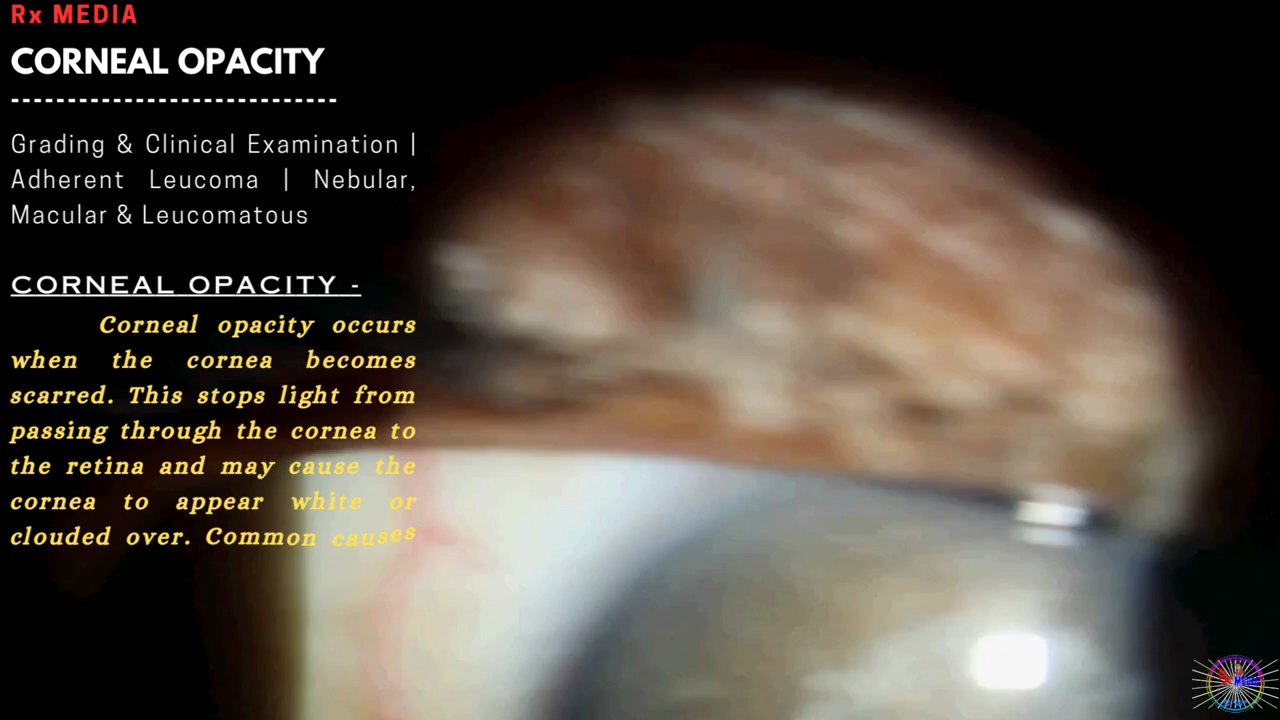 Rx MEDIA
CORNEAL OPACITY
-----------------------------
Grading & Clinical Examination |
Adherent Leucoma | Nebular,
Macular & Leucomatous
CORNEAL OPACITY -
Corneal opacity occurs
when the cornea becomes
scarred. This stops light from
passing through the cornea to
the retina and may cause the
cornea to appear white or
clouded over. Common causes